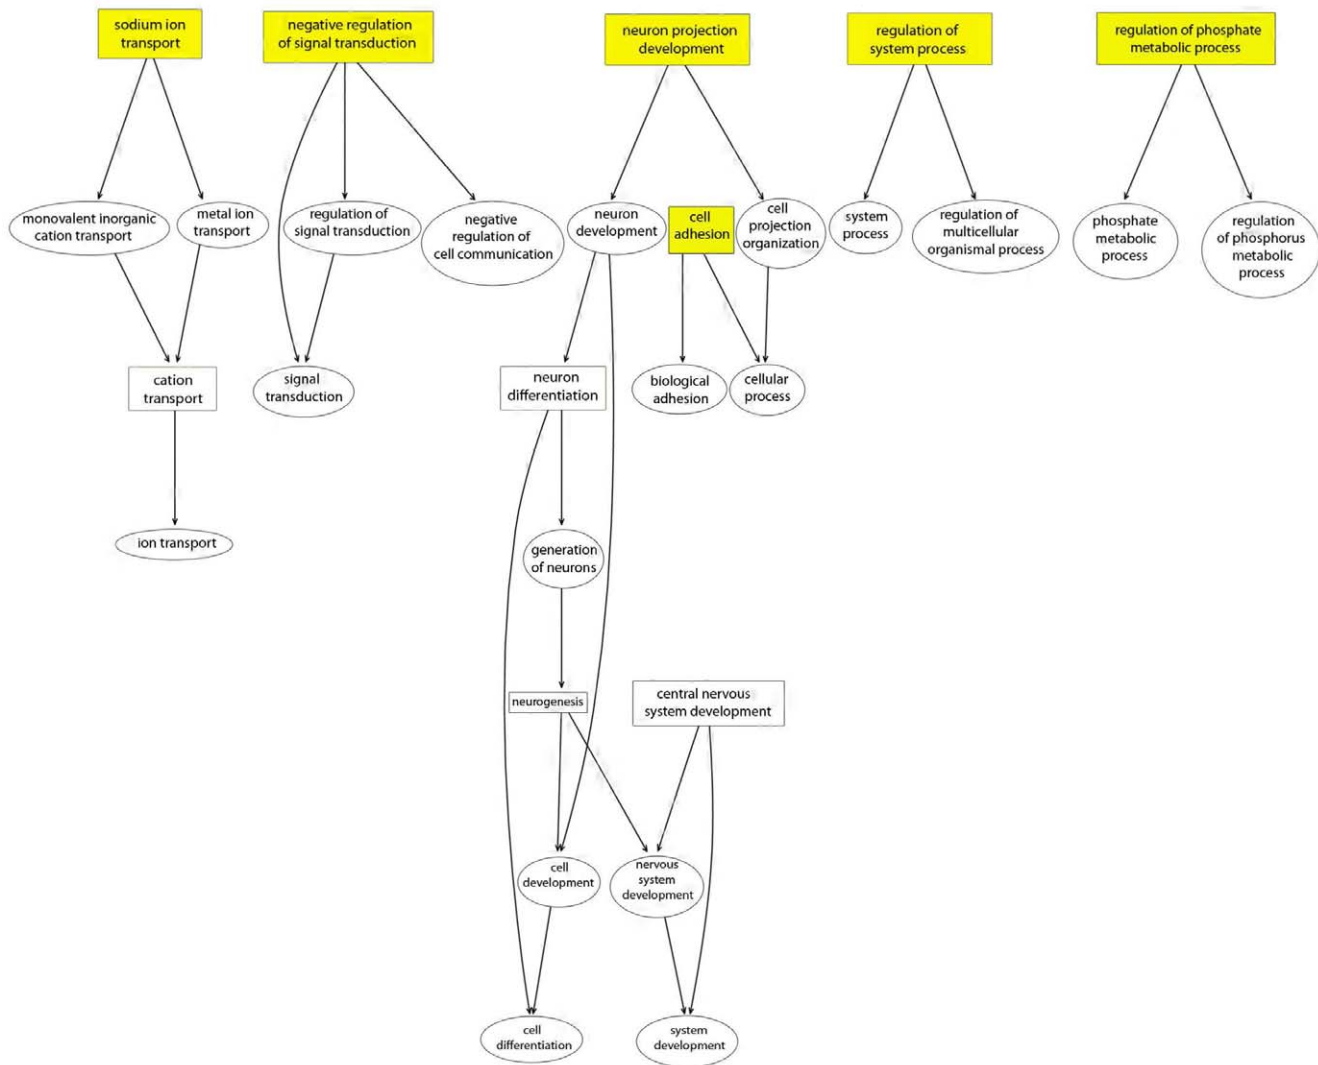 sodium ion
transport
negative regulation
of signal transduction
neuron projection
development
regulation of
system process
regulation of phosphate
metabolic process
monovalent inorganic
cation transport
metal ion
transport
regulation of
signal transduction
negative
regulation of
cell communication
neuron
development
cell
adhesion
cell
projection
organization
system
process
regulation of
multicellular
organismal process
phosphate
metabolic
process
regulation
of phosphorus
metabolic
process
cation
transport
signal
transduction
neuron
differentiation
biological
adhesion
cellular
process
ion transport
generation
of neurons
neurogenesis
central nervous
system development
cell
development
nervous
system
development
cell
differentiation
system
development